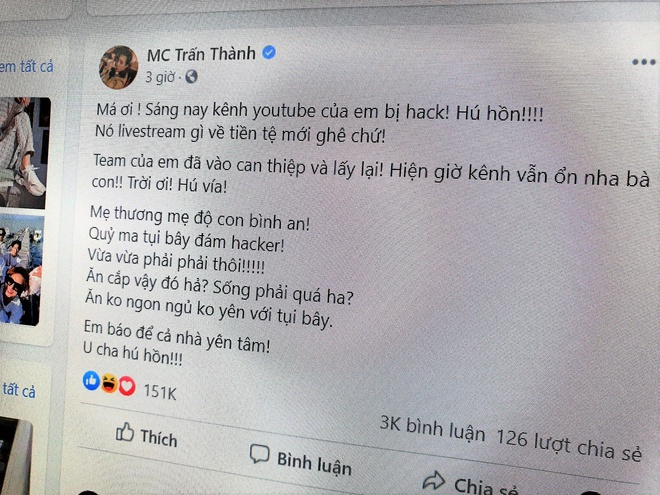 em tất cả
MC Trấn Thành
3 giờ ·
Má ơi ! Sáng nay kênh youtube của em bị hack! Hú hồn!!!!
Nó livestream gì về tiền tệ mới ghê chứ!
Team của em đã vào can thiệp và lấy lại! Hiện giờ kênh vẫn ổn nha bà
con!! Trời ơi! Hú vía!
Mẹ thương mẹ độ con bình an!
Quỷ ma tụi bây đám hacker!
Vừa vừa phải phải thôi!!!!!
Ăn cắp vậy đó hả? Sống phải quá ha?
Ăn ko ngon ngủ ko yên với tụi bây.
Em báo để cả nhà yên tâm!
U cha hú hồn!!!
tất cả
151K
3K bình luận 126 lượt chia sẻ
Thích
Bình luận
Chia sẻ